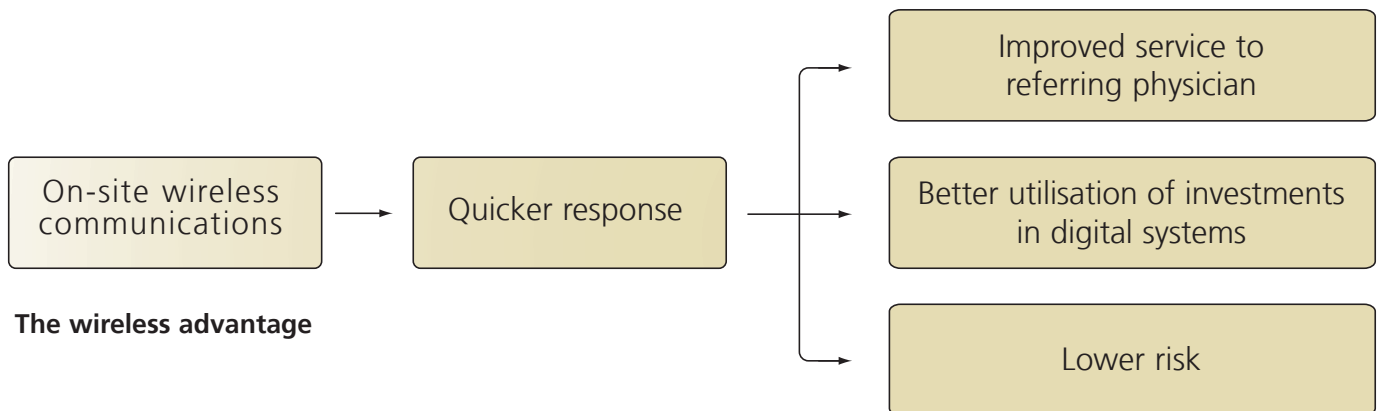 On-site wireless
communications
Quicker response
Improved service to
referring physician
Better utilisation of investments
in digital systems
Lower risk
The wireless advantage